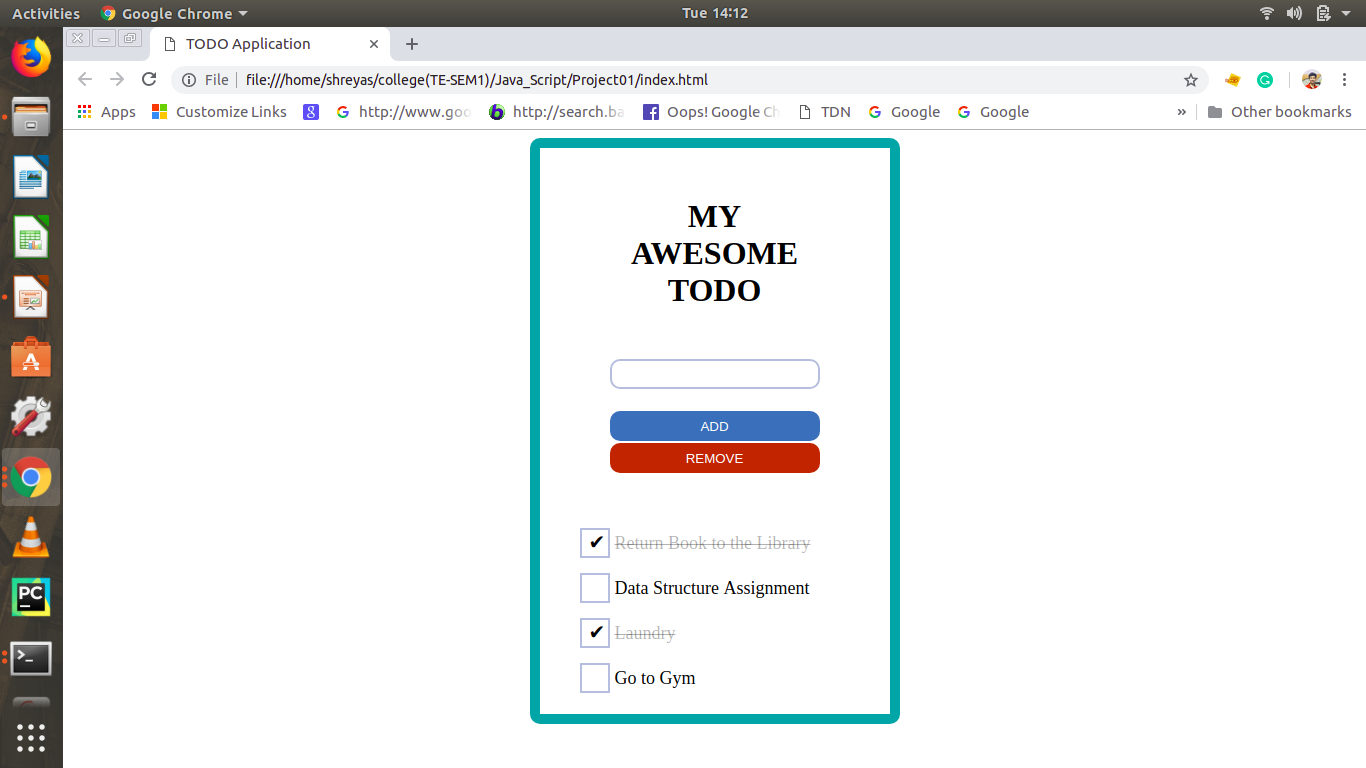 Activities
Google Chrome
Tue 14:12
TODO Application
File
file:///home/shreyas/college(TE-SEM1)/Java_Script/Project01/index.html
Apps
Customize Links
http://www.goo
http://search.ba
Oops! Google Ch
TDN
Google
Google
»
Other bookmarks
MY
AWESOME
TODO
ADD
REMOVE
✔ Return Book to the Library
Data Structure Assignment
✔ Laundry
Go to Gym
PC